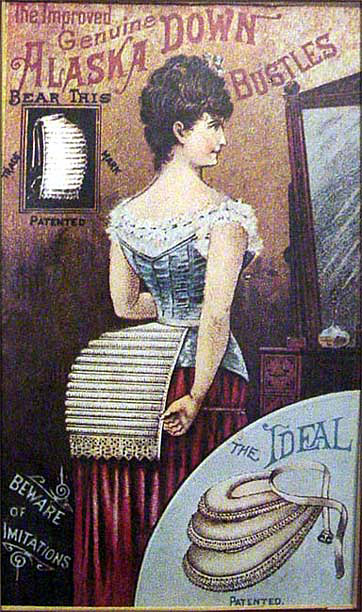 The Improved
Genuine
ALASKA DOWN
BUSTLES
BEAR THIS
TRADE MARK
PATENTED
THE IDEAL
BEWARE
OF
IMITATIONS
PATENTED.